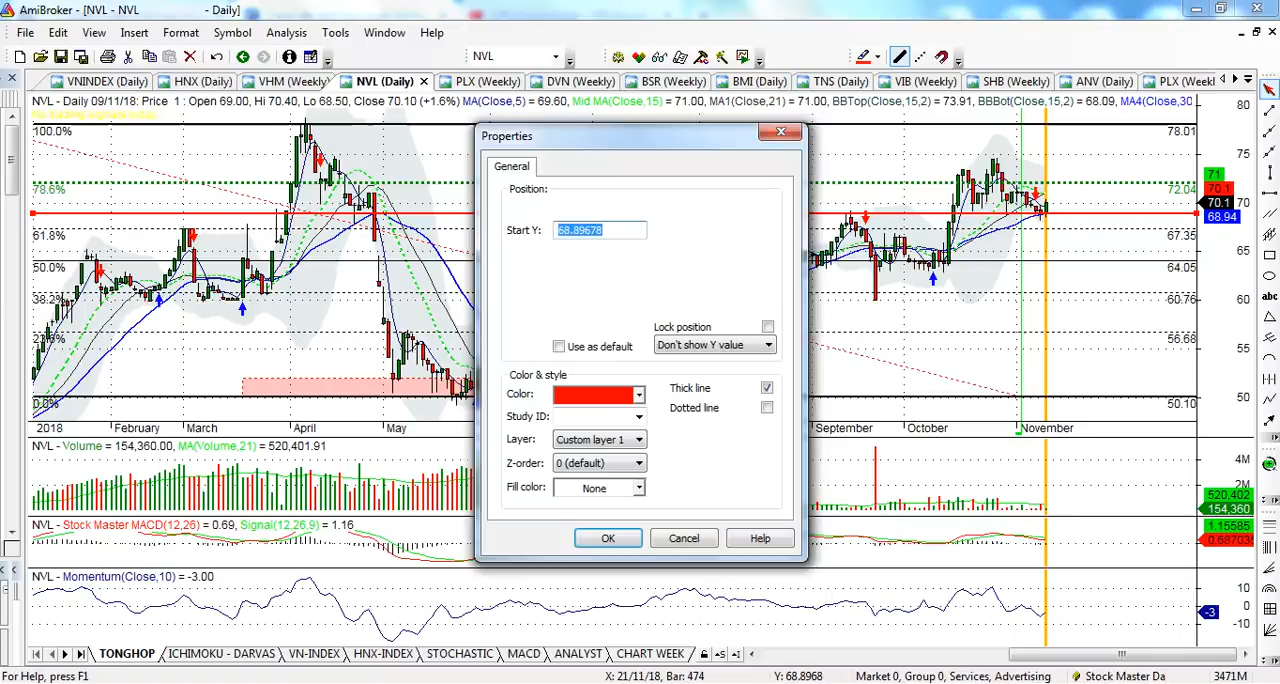 AmiBroker - [NVL - NVL - Daily]
File Edit View Insert Format Symbol Analysis Tools Window Help
NVL
VNINDEX (Daily) HNX (Daily) VHM (Weekly) NVL (Daily) PLX (Weekly) DVN (Weekly) BSR (Weekly) BMI (Daily) TNS (Daily) VIB (Weekly) SHB (Weekly) ANV (Daily) PLX (Week
NVL - Daily 09/11/18: Price 1 : Open 69.00, Hi 70.40, Lo 68.50, Close 70.10 (+1.6%) MA(Close,5) = 69.60, Mid MA(Close,15) = 71.00, MA1(Close,21) = 71.00, BBTop(Close,15,2) = 73.91, BBBot(Close,15,2) = 68.09, MA4(Close,30
80
100.0%
78.01
75
78.6%
72.04
71
70.1
70
70.1
68.94
61.8%
67.35
65
50.0%
64.05
38.2%
60.76
60
56.68
55
0.0%
50.10
50
2018 February March April May September October November
Properties
General
Position:
Start Y: 68.89678
Lock position
Use as default
Don't show Y value
Color & style
Color:
Thick line
Study ID:
Dotted line
Layer: Custom layer 1
Z-order: 0 (default)
Fill color: None
OK Cancel Help
abc
NVL - Volume = 154,360.00, MA(Volume,21) = 520,401.91
4M
2M
520,402
154,360
NVL - Stock Master MACD(12,26) = 0.69, Signal(12,26,9) = 1.16
1.15585
0.687035
NVL - Momentum(Close,10) = -3.00
10
0
-3
-10
TONGHOP ICHIMOKU - DARVAS VN-INDEX HNX-INDEX STOCHASTIC MACD ANALYST CHART WEEK
For Help, press F1 X: 21/11/18, Bar: 474 Y: 68.8968 Market 0, Group 0, Services, Advertising Stock Master Da 3471M